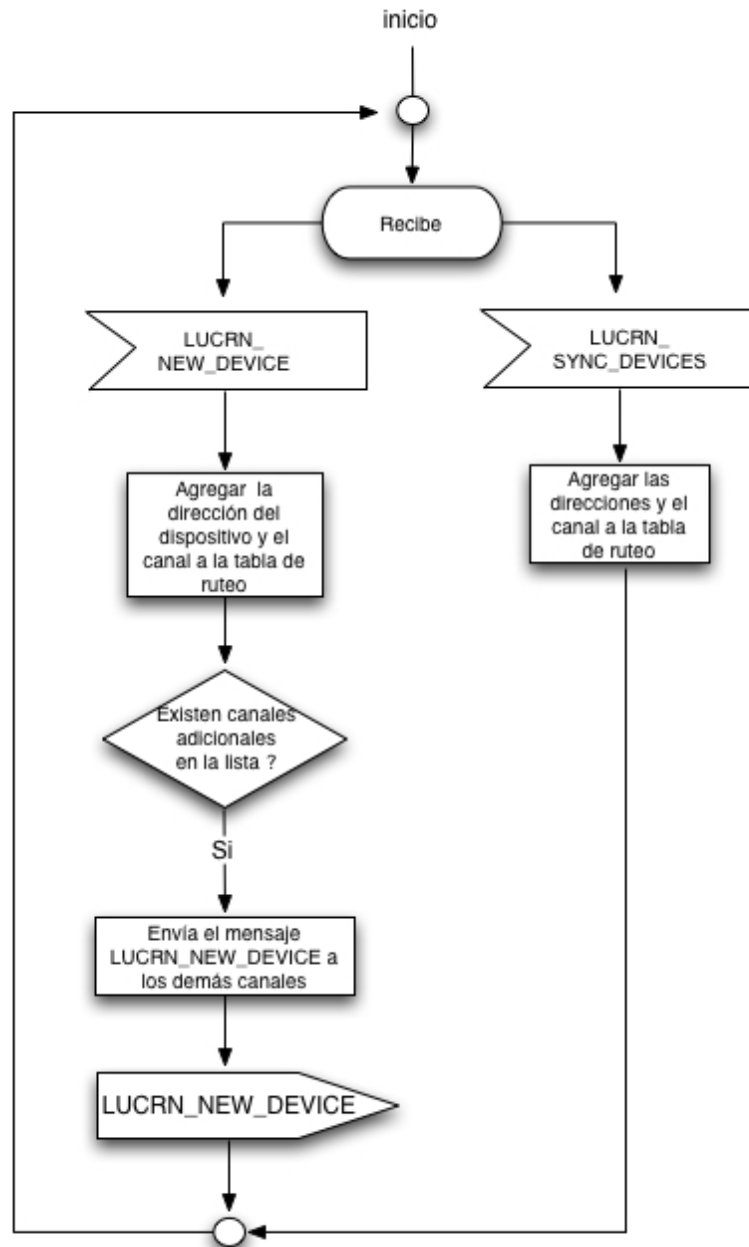 inicio
Recibe
LUCRN_
NEW_DEVICE
LUCRN_
SYNC_DEVICES
Agregar la
dirección del
dispositivo y el
canal a la tabla de
ruteo
Agregar las
direcciones y el
canal a la tabla
de ruteo
Existen canales
adicionales
en la lista ?
Si
Envía el mensaje
LUCRN_NEW_DEVICE a
los demás canales
LUCRN_NEW_DEVICE